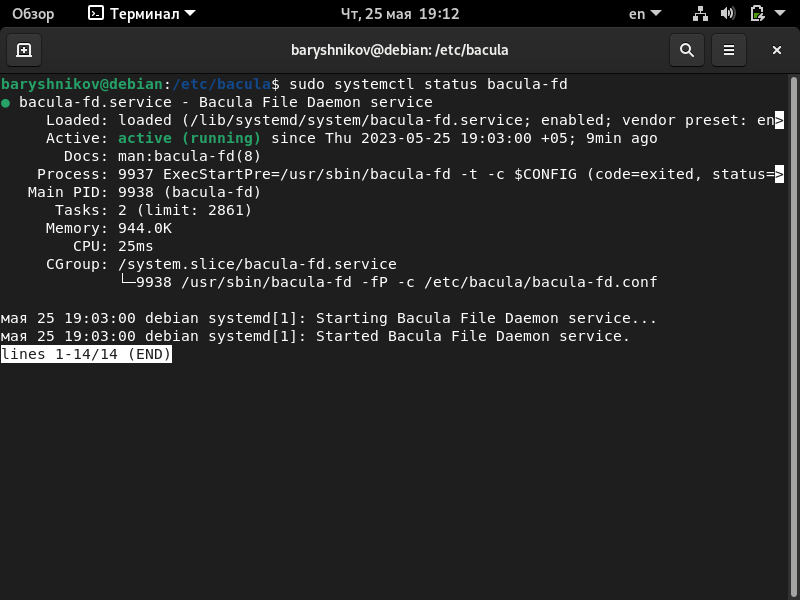 Обзор Терминал Чт, 25 мая 19:12 en
baryshnikov@debian: /etc/bacula
baryshnikov@debian:/etc/bacula$ sudo systemctl status bacula-fd
● bacula-fd.service - Bacula File Daemon service
Loaded: loaded (/lib/systemd/system/bacula-fd.service; enabled; vendor preset: en>
Active: active (running) since Thu 2023-05-25 19:03:00 +05; 9min ago
Docs: man:bacula-fd(8)
Process: 9937 ExecStartPre=/usr/sbin/bacula-fd -t -c $CONFIG (code=exited, status=>
Main PID: 9938 (bacula-fd)
Tasks: 2 (limit: 2861)
Memory: 944.0K
CPU: 25ms
CGroup: /system.slice/bacula-fd.service
└─9938 /usr/sbin/bacula-fd -fP -c /etc/bacula/bacula-fd.conf
мая 25 19:03:00 debian systemd[1]: Starting Bacula File Daemon service...
мая 25 19:03:00 debian systemd[1]: Started Bacula File Daemon service.
lines 1-14/14 (END)